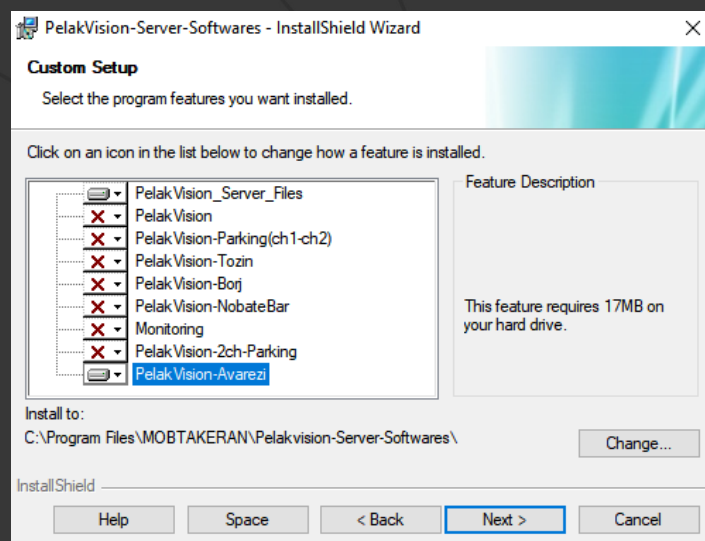 PelakVision-Server-Softwares - InstallShield Wizard
Custom Setup
Select the program features you want installed.
Click on an icon in the list below to change how a feature is installed.
PelakVision_Server_Files
PelakVision
PelakVision-Parking(ch1-ch2)
PelakVision-Tozin
PelakVision-Borj
PelakVision-NobateBar
Monitoring
PelakVision-2ch-Parking
PelakVision-Avarezi
Feature Description
This feature requires 17MB on
your hard drive.
Install to:
C:\Program Files\MOBTAKERAN\Pelakvision-Server-Softwares\
Change...
InstallShield
Help
Space
< Back
Next >
Cancel